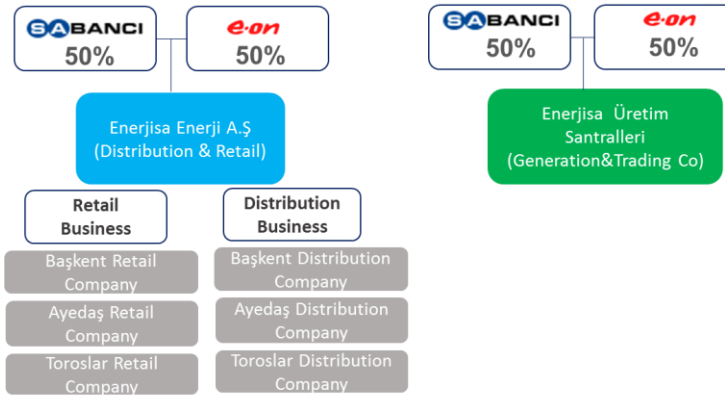 SABANCI
50%
e·on
50%
SABANCI
50%
e·on
50%
Enerjisa Enerji A.Ş
(Distribution & Retail)
Enerjisa Üretim
Santralleri
(Generation&Trading Co)
Retail
Business
Distribution
Business
Başkent Retail
Company
Başkent Distribution
Company
Ayedaş Retail
Company
Ayedaş Distribution
Company
Toroslar Retail
Company
Toroslar Distribution
Company